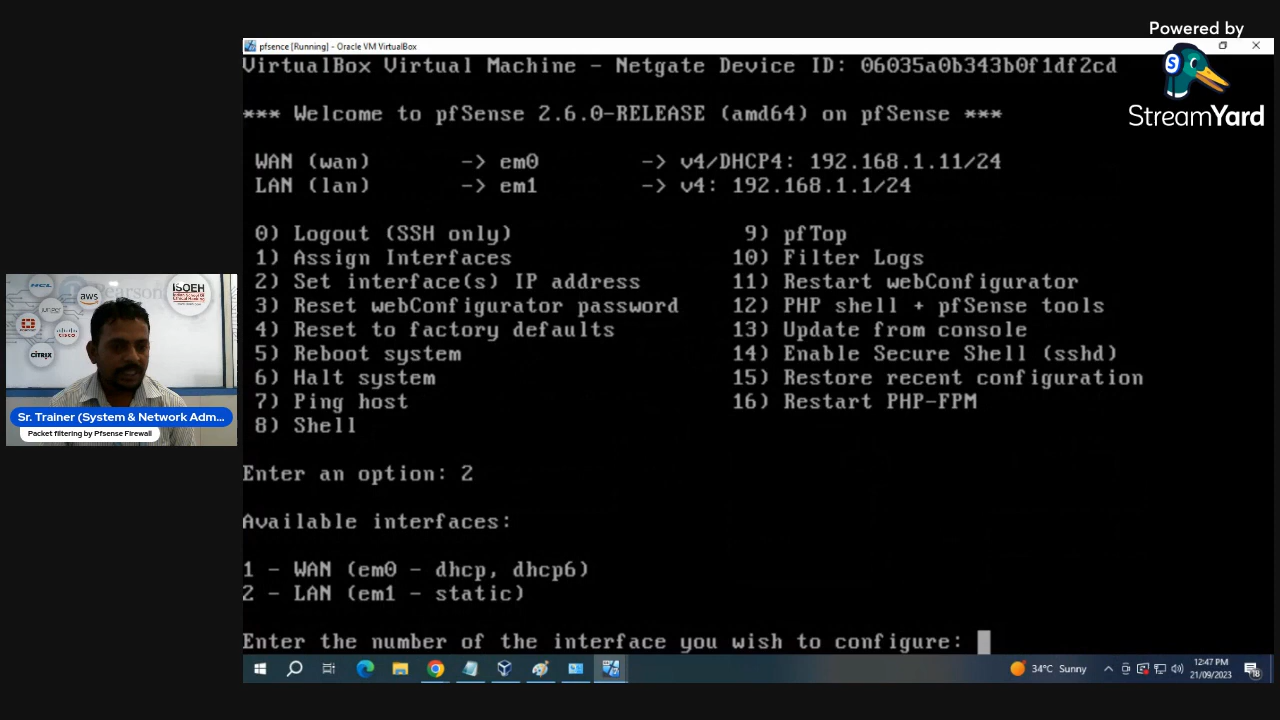 Powered by
StreamYard
pfsence [Running] - Oracle VM VirtualBox
VirtualBox Virtual Machine - Netgate Device ID: 06035a0b343b0f1df2cd
*** Welcome to pfSense 2.6.0-RELEASE (amd64) on pfSense ***
WAN (wan) -> em0 -> v4/DHCP4: 192.168.1.11/24
LAN (lan) -> em1 -> v4: 192.168.1.1/24
0) Logout (SSH only) 9) pfTop
1) Assign Interfaces 10) Filter Logs
2) Set interface(s) IP address 11) Restart webConfigurator
3) Reset webConfigurator password 12) PHP shell + pfSense tools
4) Reset to factory defaults 13) Update from console
5) Reboot system 14) Enable Secure Shell (sshd)
6) Halt system 15) Restore recent configuration
7) Ping host 16) Restart PHP-FPM
8) Shell
Enter an option: 2
Available interfaces:
1 - WAN (em0 - dhcp, dhcp6)
2 - LAN (em1 - static)
Enter the number of the interface you wish to configure:
Pearson
ISOEH
aws
CISCO
CITRIX
Sr. Trainer (System & Network Adm...
Packet filtering by Pfsense Firewall
34°C Sunny
12:47 PM
21/09/2023
18